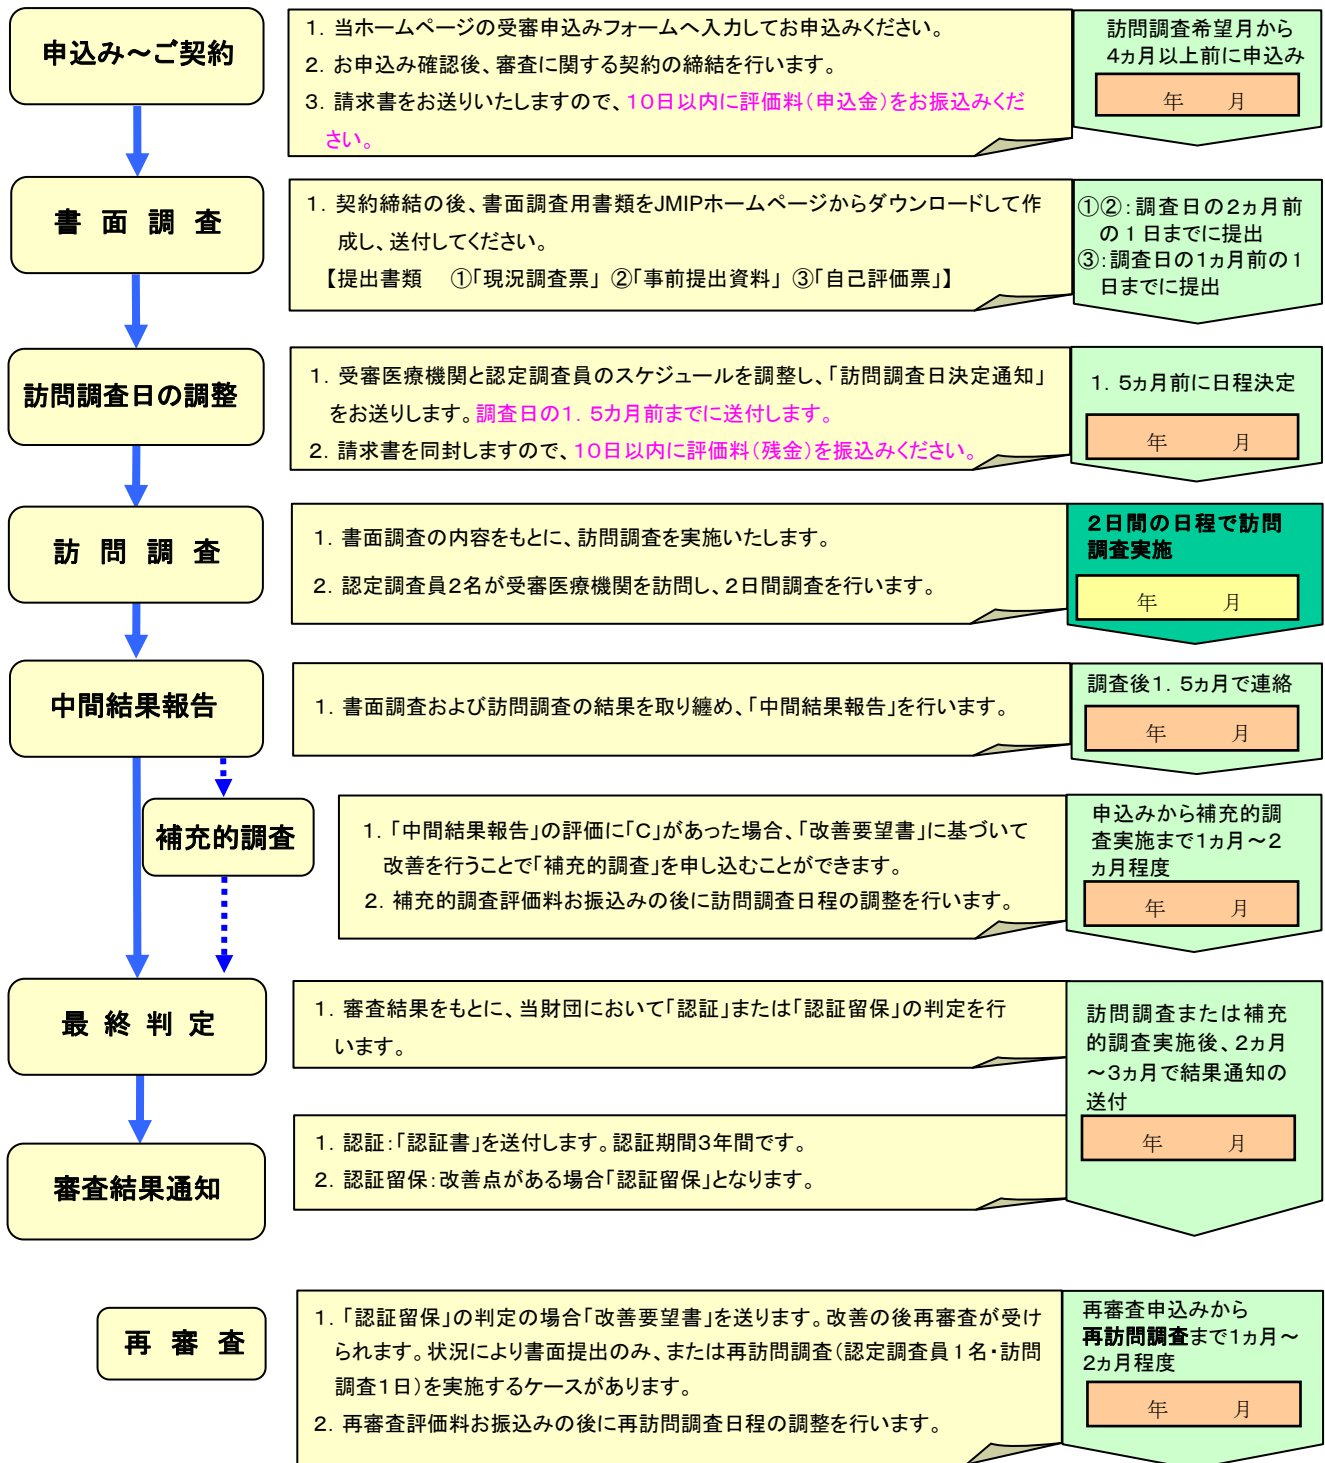 申込み～ご契約
1．当ホームページの受審申込みフォームへ入力してお申込みください。
2．お申込み確認後、審査に関する契約の締結を行います。
3．請求書をお送りいたしますので、10日以内に評価料（申込金）をお振込みくだ
さい。
訪問調査希望月から
4ヵ月以上前に申込み
年　月
書 面 調 査
1．契約締結の後、書面調査用書類をJMIPホームページからダウンロードして作
成し、送付してください。
【提出書類　①「現況調査票」 ②「事前提出資料」 ③「自己評価票」】
①②：調査日の2ヵ月前
の1日までに提出
③：調査日の1ヵ月前の1
日までに提出
訪問調査日の調整
1．受審医療機関と認定調査員のスケジュールを調整し、「訪問調査日決定通知」
をお送りします。調査日の1．5カ月前までに送付します。
2．請求書を同封しますので、10日以内に評価料（残金）を振込みください。
1．5ヵ月前に日程決定
年　月
訪 問 調 査
1．書面調査の内容をもとに、訪問調査を実施いたします。
2．認定調査員2名が受審医療機関を訪問し、2日間調査を行います。
2日間の日程で訪問
調査実施
年　月
中間結果報告
1．書面調査および訪問調査の結果を取り纏め、「中間結果報告」を行います。
調査後1．5ヵ月で連絡
年　月
補充的調査
1．「中間結果報告」の評価に「C」があった場合、「改善要望書」に基づいて
改善を行うことで「補充的調査」を申し込むことができます。
2．補充的調査評価料お振込みの後に訪問調査日程の調整を行います。
申込みから補充的調
査実施まで1ヵ月～2
ヵ月程度
年　月
最 終 判 定
1．審査結果をもとに、当財団において「認証」または「認証留保」の判定を行
います。
訪問調査または補充
的調査実施後、2ヵ月
～3ヵ月で結果通知の
送付
年　月
審査結果通知
1．認証：「認証書」を送付します。認証期間3年間です。
2．認証留保：改善点がある場合「認証留保」となります。
再 審 査
1．「認証留保」の判定の場合「改善要望書」を送ります。改善の後再審査が受け
られます。状況により書面提出のみ、または再訪問調査（認定調査員1名・訪問
調査1日）を実施するケースがあります。
2．再審査評価料お振込みの後に再訪問調査日程の調整を行います。
再審査申込みから
再訪問調査まで1ヵ月～
2ヵ月程度
年　月